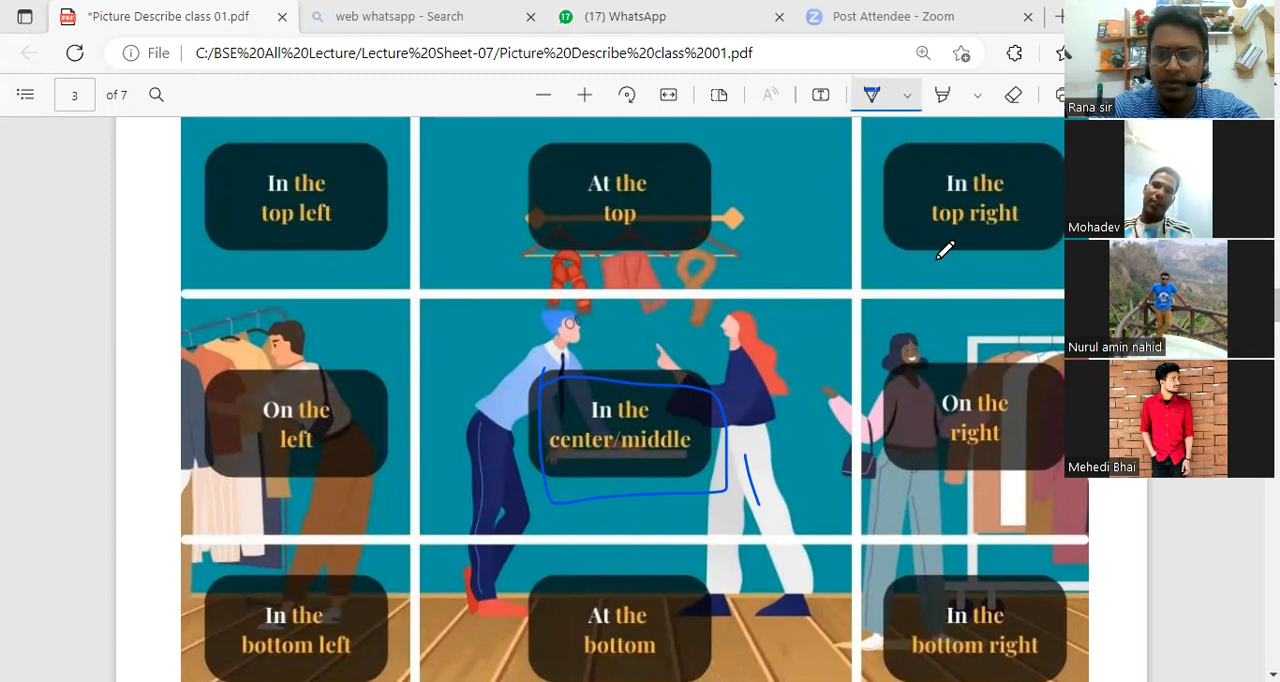 *Picture Describe class 01.pdf
web whatsapp - Search
(17) WhatsApp
Post Attendee - Zoom
File
C:/BSE%20All%20Lecture/Lecture%20Sheet-07/Picture%20Describe%20class%2001.pdf
3
of 7
In the
top left
At the
top
In the
top right
On the
left
In the
center/middle
On the
right
In the
bottom left
At the
bottom
In the
bottom right
Rana sir
Mohadev
Nurul amin nahid
Mehedi Bhai